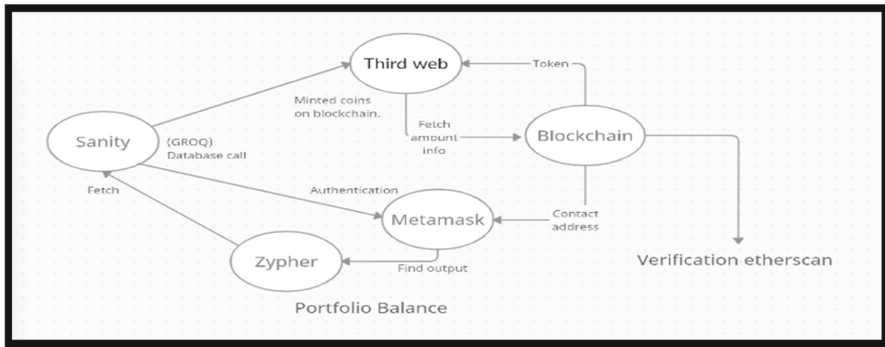 Third web
Token
Minted coins
on blockchain.
Fetch
amount
info
Blockchain
Sanity
(GROQ)
Database call
Fetch
Authentication
Metamask
Contact
address
Zypher
Find output
Verification etherscan
Portfolio Balance